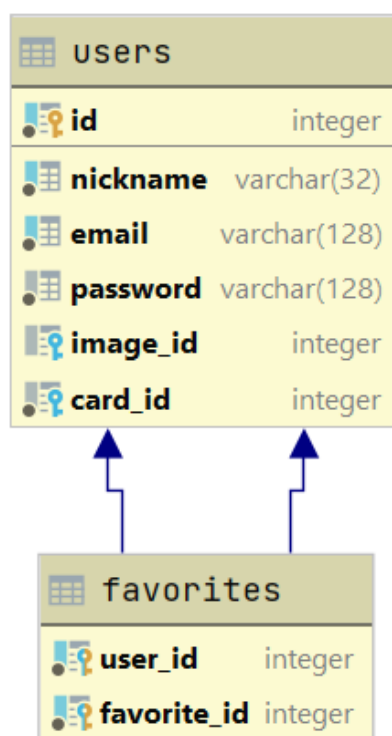 users
id integer
nickname varchar(32)
email varchar(128)
password varchar(128)
image_id integer
card_id integer
favorites
user_id integer
favorite_id integer